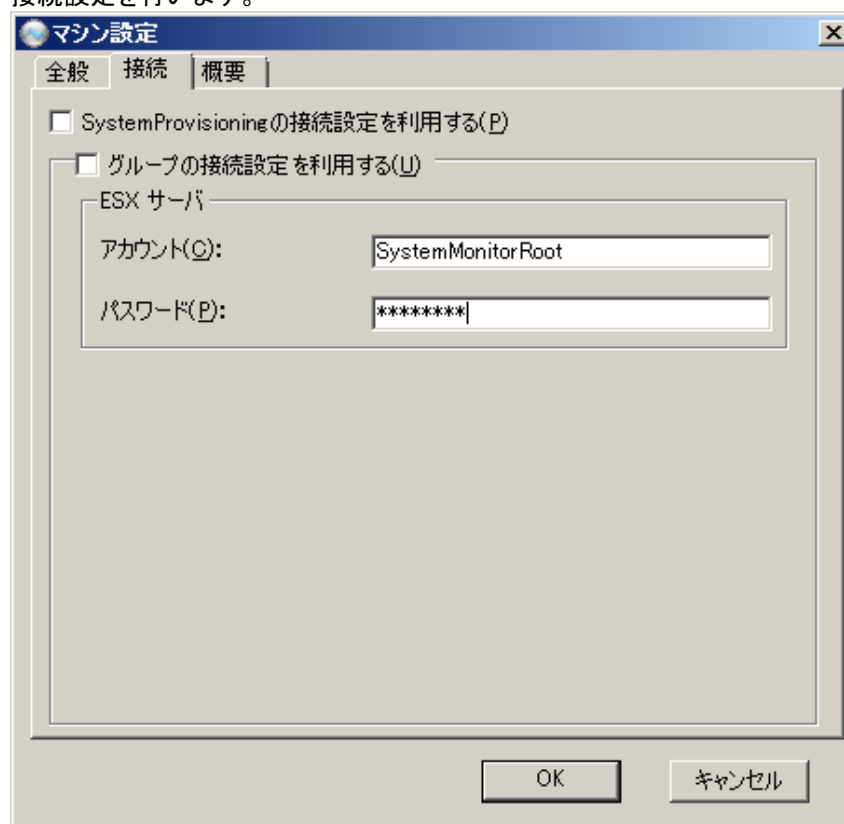 接続設定を行います。
マシン設定
全般 接続 概要
SystemProvisioningの接続設定を利用する(P)
グループの接続設定を利用する(U)
ESX サーバ
アカウント(C): SystemMonitorRoot
パスワード(P): ********
OK キャンセル